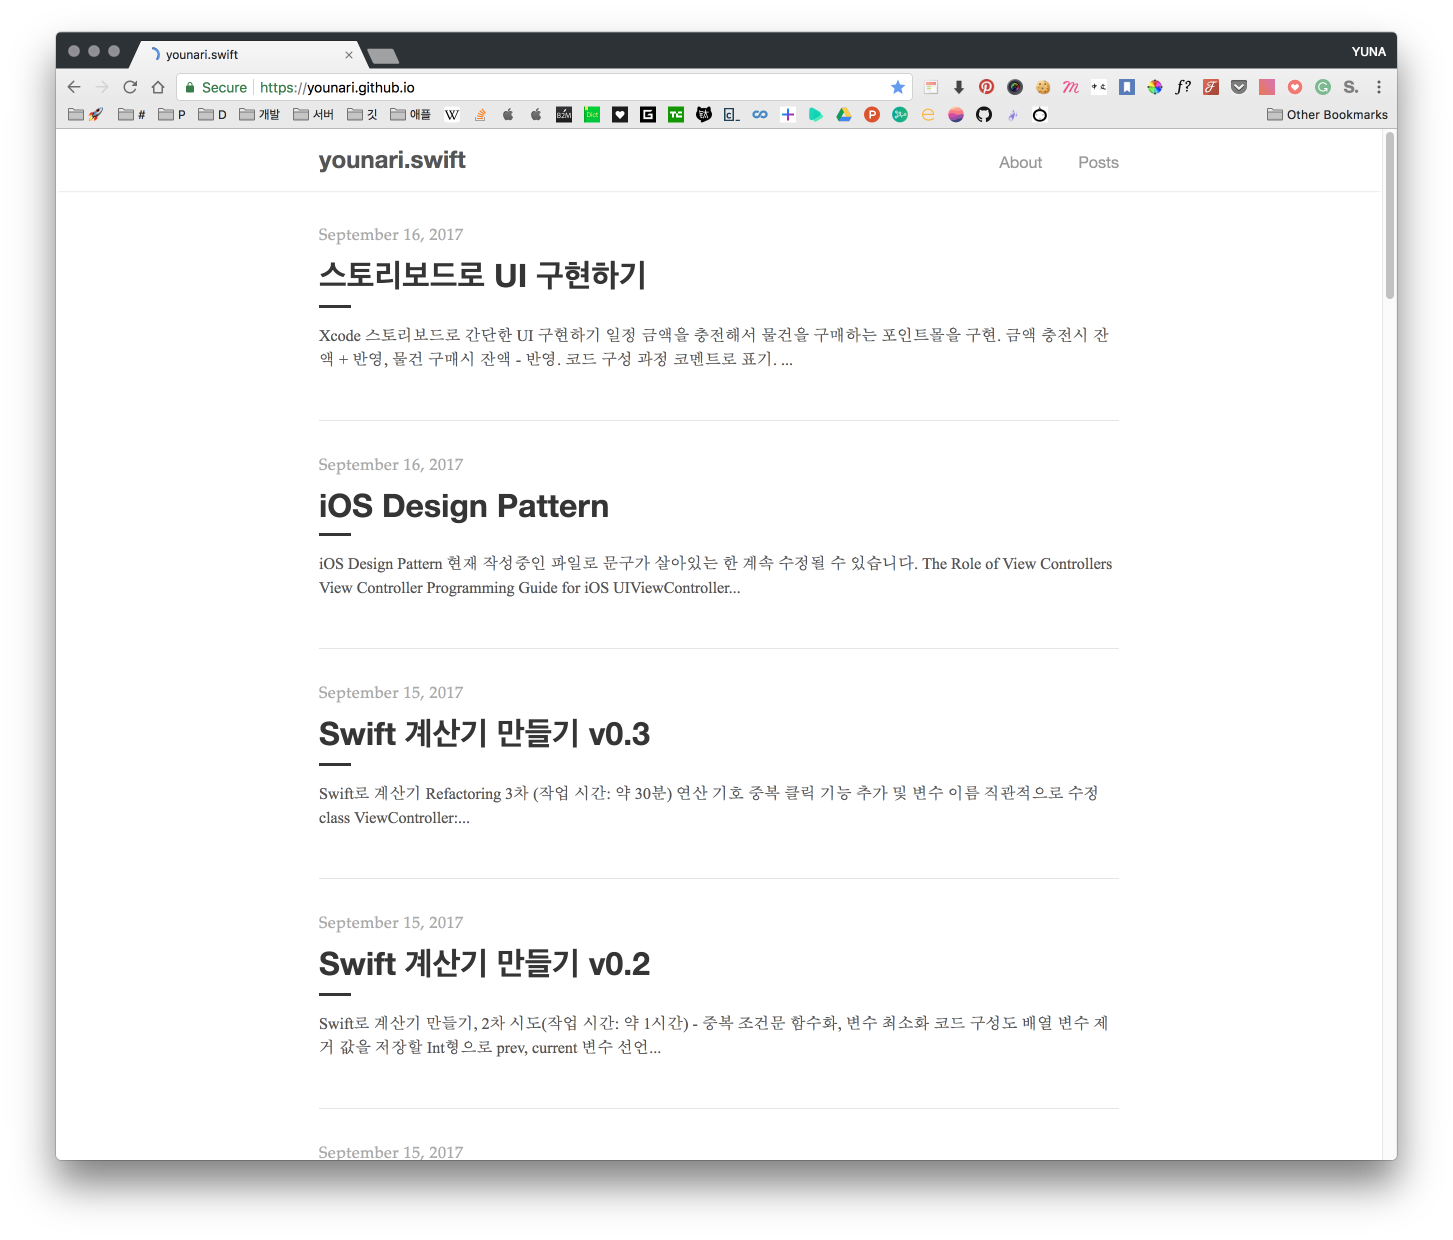 younari.swift
YUNA
Secure
https://younari.github.io
#
P
D
개발
서버
깃
애플
Other Bookmarks
younari.swift
About
Posts
September 16, 2017
스토리보드로 UI 구현하기
Xcode 스토리보드로 간단한 UI 구현하기 일정 금액을 충전해서 물건을 구매하는 포인트몰을 구현. 금액 충전시 잔
액 + 반영, 물건 구매시 잔액 - 반영. 코드 구성 과정 코멘트로 표기. ...
September 16, 2017
iOS Design Pattern
iOS Design Pattern 현재 작성중인 파일로 문구가 살아있는 한 계속 수정될 수 있습니다. The Role of View Controllers
View Controller Programming Guide for iOS UIViewController...
September 15, 2017
Swift 계산기 만들기 v0.3
Swift로 계산기 Refactoring 3차 (작업 시간: 약 30분) 연산 기호 중복 클릭 기능 추가 및 변수 이름 직관적으로 수정
class ViewController:...
September 15, 2017
Swift 계산기 만들기 v0.2
Swift로 계산기 만들기, 2차 시도(작업 시간: 약 1시간) - 중복 조건문 함수화, 변수 최소화 코드 구성도 배열 변수 제
거 값을 저장할 Int형으로 prev, current 변수 선언...
September 15, 2017